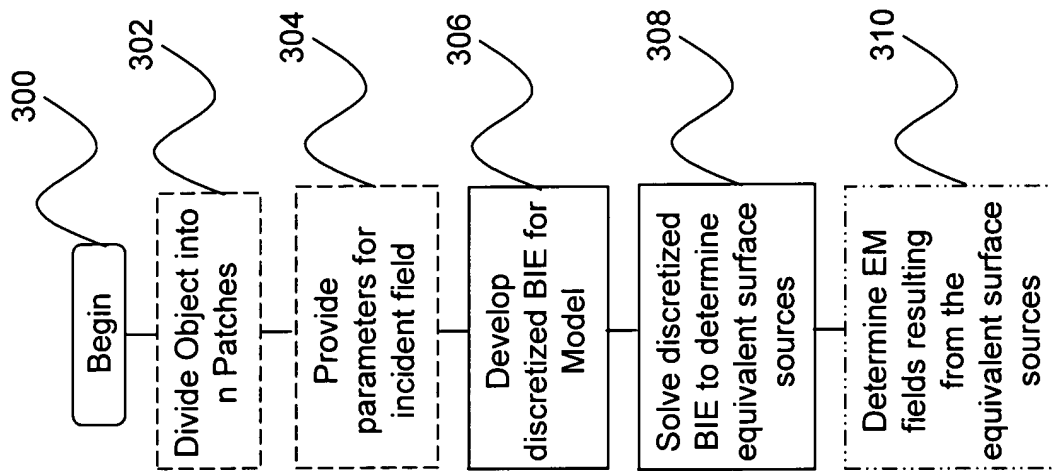 300
Begin
302
Divide Object into
n Patches
304
Provide
parameters for
incident field
306
Develop
discretized BIE for
Model
308
Solve discretized
BIE to determine
equivalent surface
sources
310
Determine EM
fields resulting
from the
equivalent surface
sources